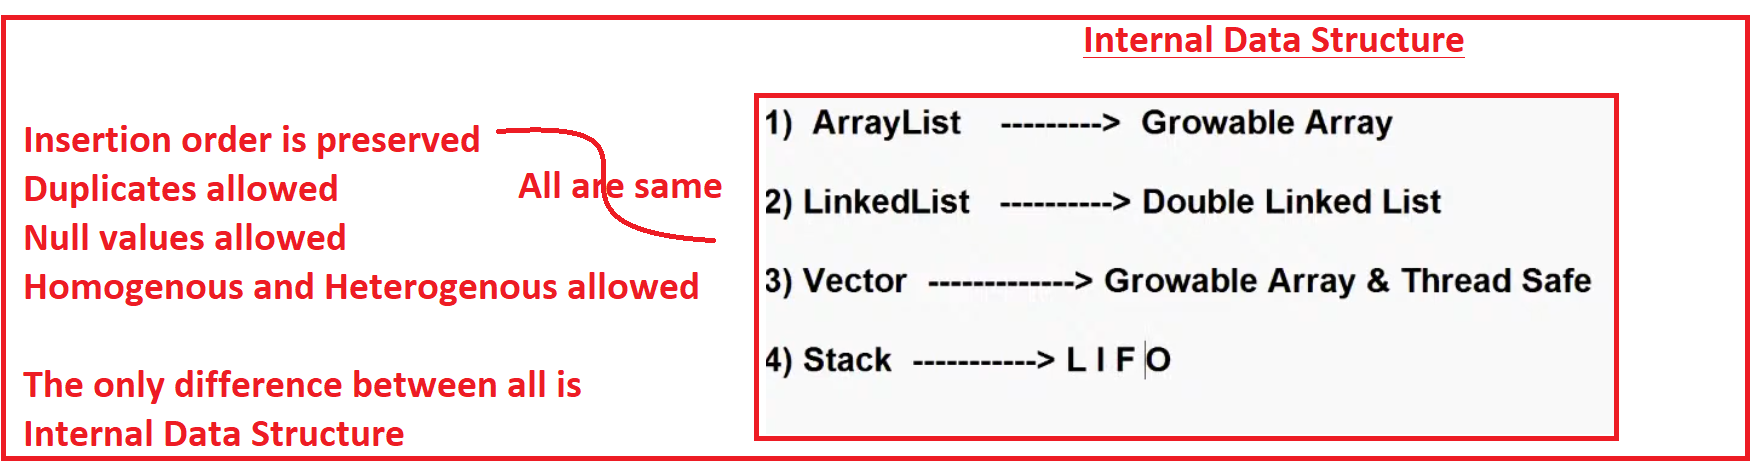 Internal Data Structure
Insertion order is preserved
Duplicates allowed
All are same
Null values allowed
Homogenous and Heterogenous allowed
The only difference between all is
Internal Data Structure
1) ArrayList ---------> Growable Array
2) LinkedList ----------> Double Linked List
3) Vector -------------> Growable Array & Thread Safe
4) Stack -----------> L I F O